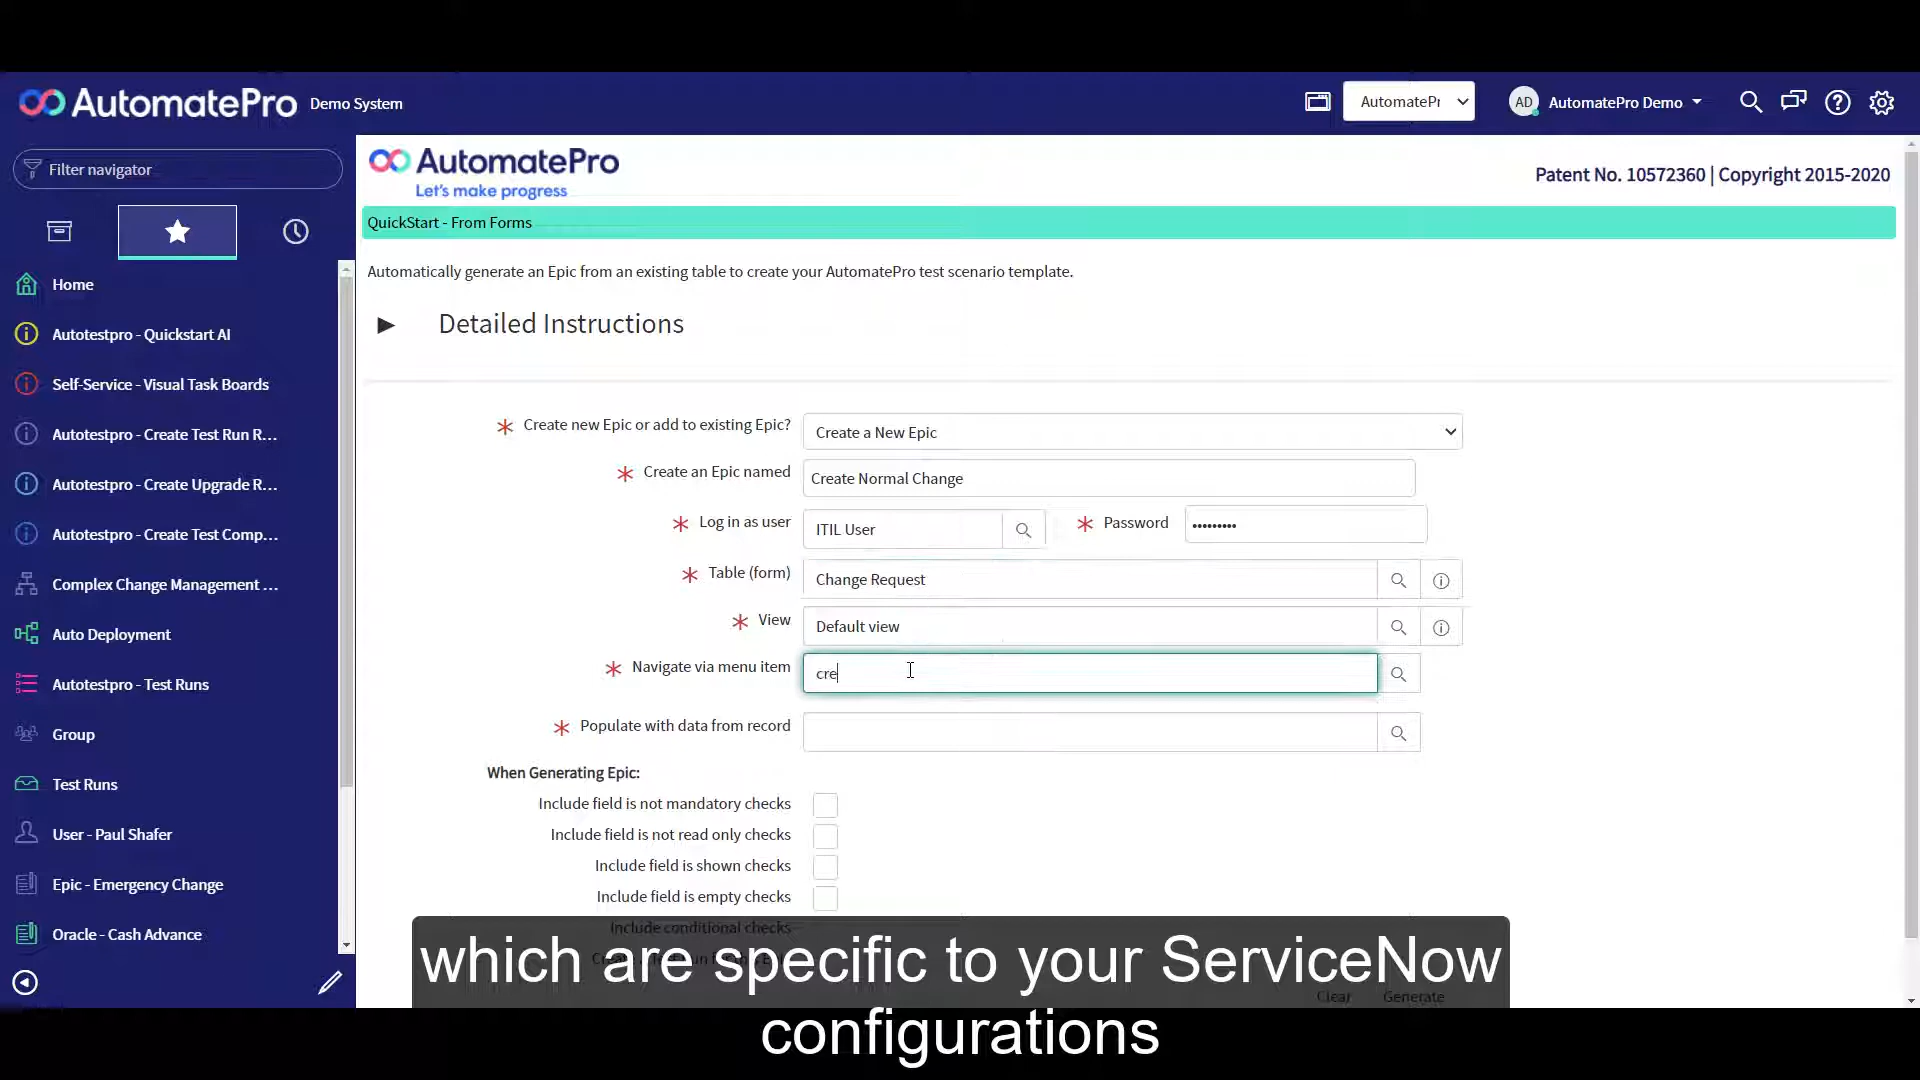 AutomatePro Demo System
AutomatePr
AD AutomatePro Demo
Filter navigator
Home
Autotestpro - Quickstart AI
Self-Service - Visual Task Boards
Autotestpro - Create Test Run R...
Autotestpro - Create Upgrade R...
Autotestpro - Create Test Comp...
Complex Change Management ...
Auto Deployment
Autotestpro - Test Runs
Group
Test Runs
User - Paul Shafer
Epic - Emergency Change
Oracle - Cash Advance
AutomatePro
Let's make progress
Patent No. 10572360 | Copyright 2015-2020
QuickStart - From Forms
Automatically generate an Epic from an existing table to create your AutomatePro test scenario template.
Detailed Instructions
Create new Epic or add to existing Epic? Create a New Epic
Create an Epic named Create Normal Change
Log in as user ITIL User Password •••••••••
Table (form) Change Request
View Default view
Navigate via menu item cre
Populate with data from record
When Generating Epic:
Include field is not mandatory checks
Include field is not read only checks
Include field is shown checks
Include field is empty checks
Include conditional checks
Clear Generate
which are specific to your ServiceNow
configurations